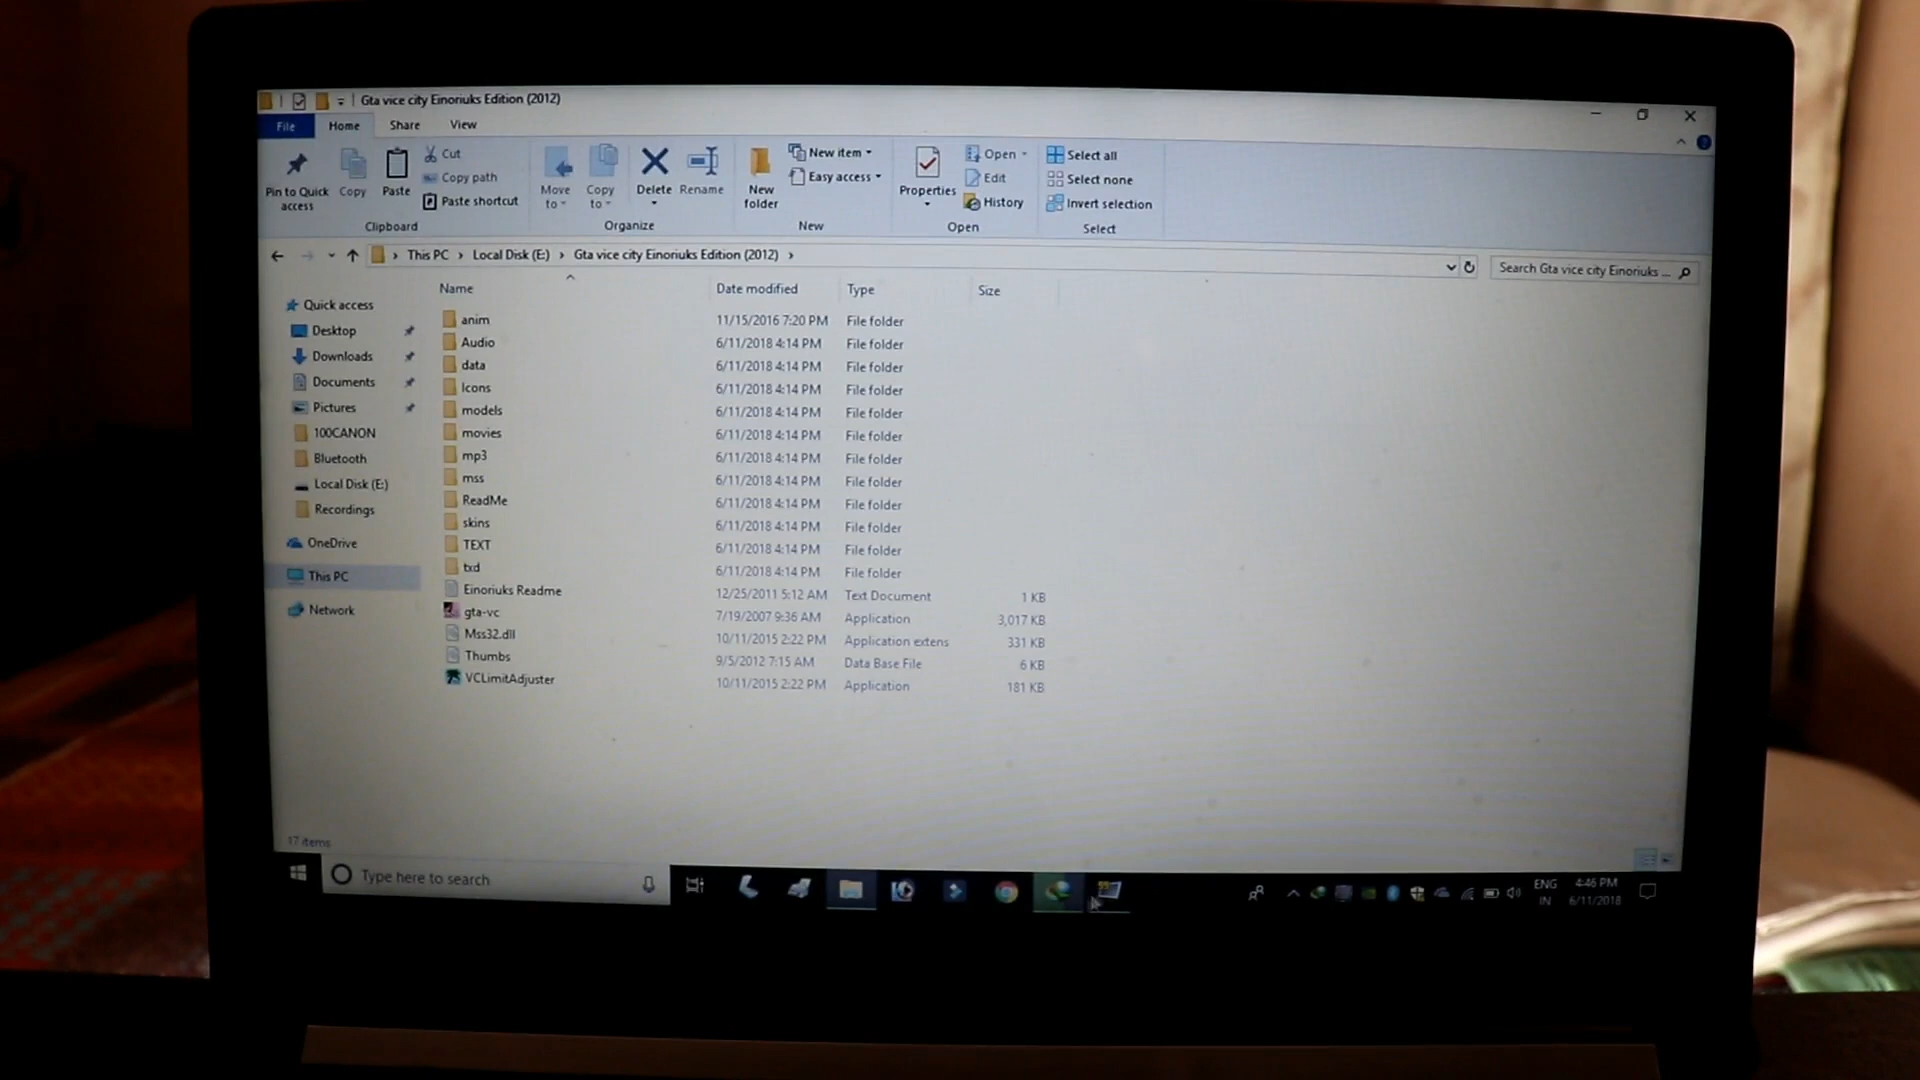 Gta vice city Einoriuks Edition (2012)
File Home Share View
Pin to Quick access
Copy
Paste
Cut
Copy path
Paste shortcut
Clipboard
Move to
Copy to
Delete
Rename
Organize
New folder
New item
Easy access
New
Properties
Open
Edit
History
Open
Select all
Select none
Invert selection
Select
This PC > Local Disk (E:) > Gta vice city Einoriuks Edition (2012) >
Search Gta vice city Einoriuks ...
Quick access
Desktop
Downloads
Documents
Pictures
100CANON
Bluetooth
Local Disk (E:)
Recordings
OneDrive
This PC
Network
Name Date modified Type Size
anim 11/15/2016 7:20 PM File folder
Audio 6/11/2018 4:14 PM File folder
data 6/11/2018 4:14 PM File folder
Icons 6/11/2018 4:14 PM File folder
models 6/11/2018 4:14 PM File folder
movies 6/11/2018 4:14 PM File folder
mp3 6/11/2018 4:14 PM File folder
mss 6/11/2018 4:14 PM File folder
ReadMe 6/11/2018 4:14 PM File folder
skins 6/11/2018 4:14 PM File folder
TEXT 6/11/2018 4:14 PM File folder
txd 6/11/2018 4:14 PM File folder
Einoriuks Readme 12/25/2011 5:12 AM Text Document 1 KB
gta-vc 7/19/2007 9:36 AM Application 3,017 KB
Mss32.dll 10/11/2015 2:22 PM Application extens 331 KB
Thumbs 9/5/2012 7:15 AM Data Base File 6 KB
VCLimitAdjuster 10/11/2015 2:22 PM Application 181 KB
17 items
Type here to search
ENG
IN
4:46 PM
6/11/2018